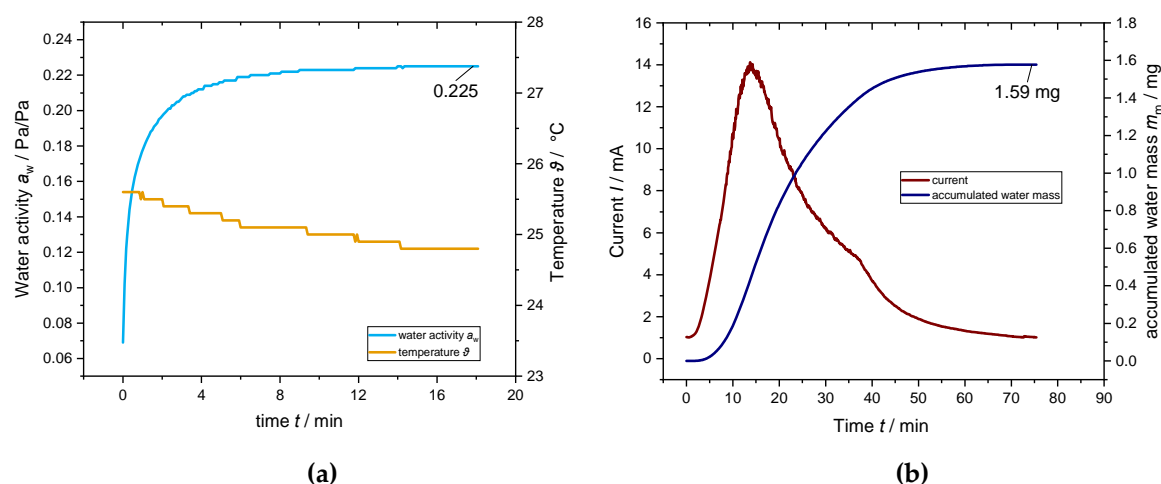 0.24
0.22
0.20
0.18
0.16
0.14
0.12
0.10
0.08
0.06
Water activity a_w / Pa/Pa
28
27
26
25
24
23
Temperature ϑ / °C
0.225
water activity a_w
temperature ϑ
0 4 8 12 16 20
time t / min
(a)
16
14
12
10
8
6
4
2
0
Current I / mA
1.8
1.6
1.4
1.2
1.0
0.8
0.6
0.4
0.2
0.0
accumulated water mass m_m / mg
1.59 mg
current
accumulated water mass
0 10 20 30 40 50 60 70 80 90
Time t / min
(b)